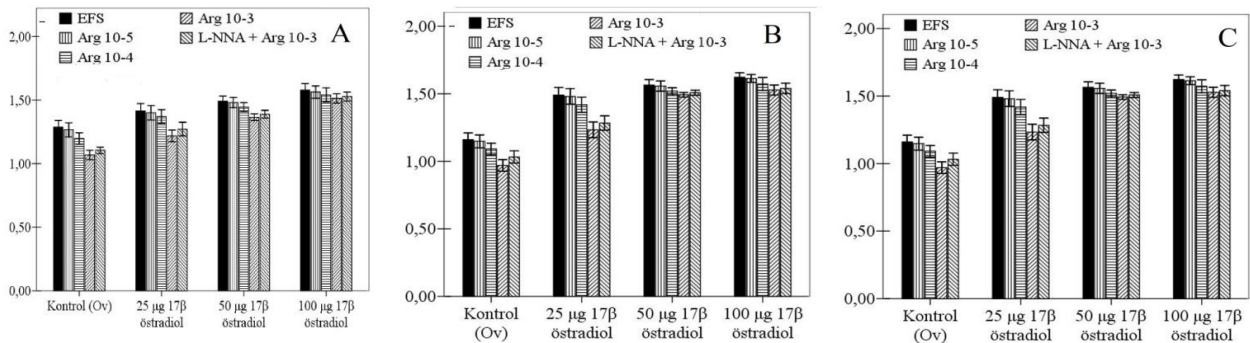 EFS
Arg 10-3
Arg 10-5
L-NNA + Arg 10-3
Arg 10-4
A
2,00
1,50
1,00
0,50
0,00
Kontrol (Ov)
25 µg 17β
östradiol
50 µg 17β
östradiol
100 µg 17β
östradiol
EFS
Arg 10-3
Arg 10-5
L-NNA + Arg 10-3
Arg 10-4
B
2,00
1,50
1,00
0,50
0,00
Kontrol
(Ov)
25 µg 17β
östradiol
50 µg 17β
östradiol
100 µg 17β
östradiol
EFS
Arg 10-3
Arg 10-5
L-NNA + Arg 10-3
Arg 10-4
C
2,00
1,50
1,00
0,50
0,00
Kontrol
(Ov)
25 µg 17β
östradiol
50 µg 17β
östradiol
100 µg 17β
östradiol